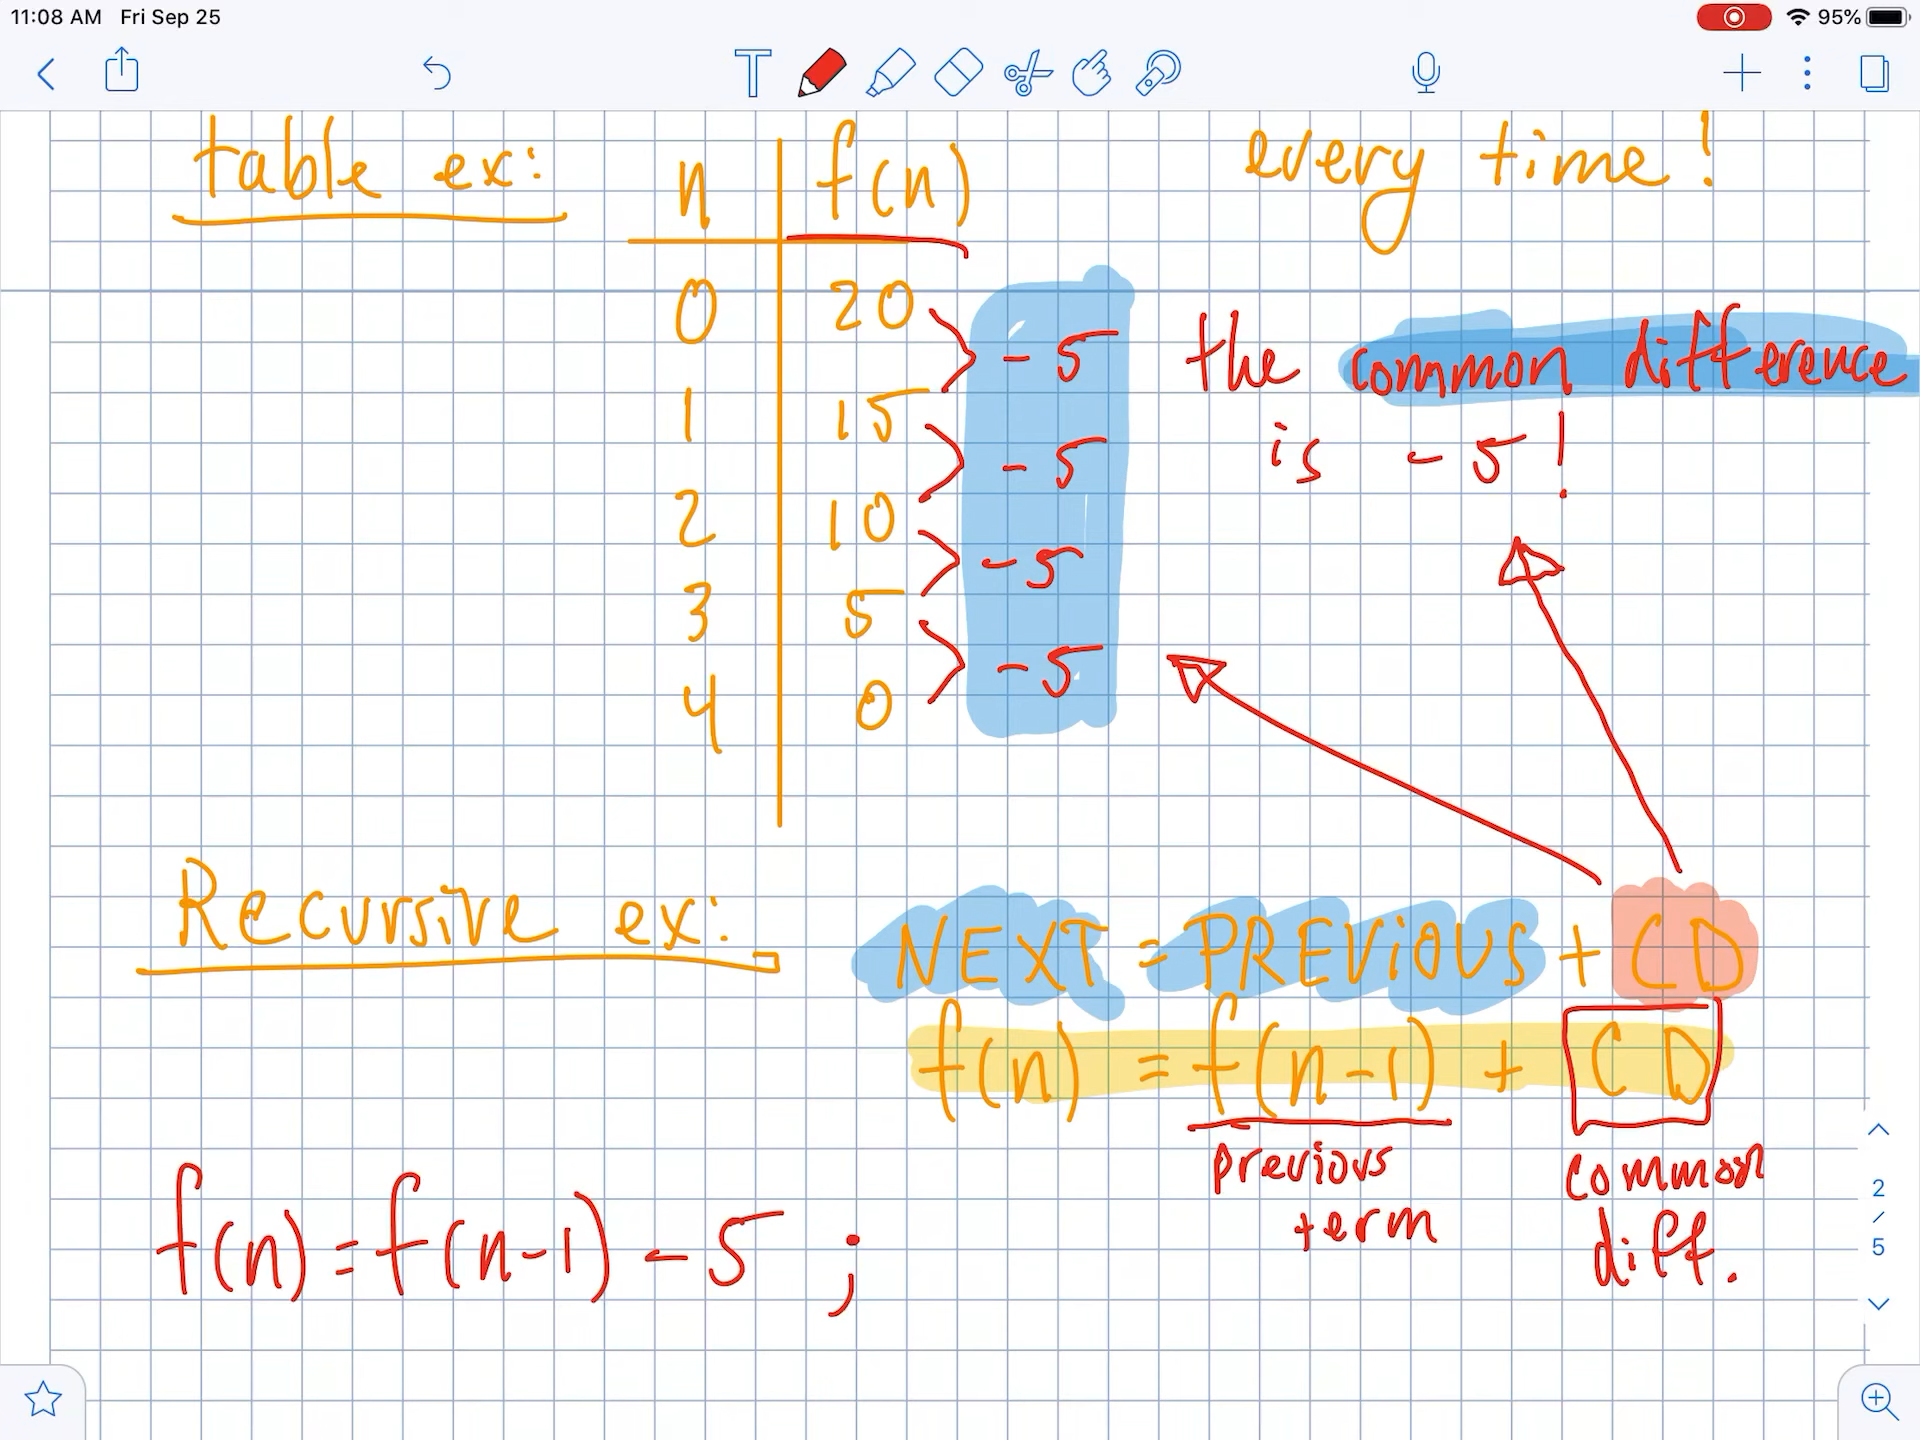 11:08 AM Fri Sep 25
95%
T
table ex:
n f(n)
every time!
0 20
-5
1 15
-5
2 10
-5
3 5
-5
4 0
the common difference
is -5!
Recursive ex:
NEXT = PREViOUS + CD
f(n) = f(n-1) + CD
previous
term
common
diff.
f(n) = f(n-1) - 5 ;
2
/
5